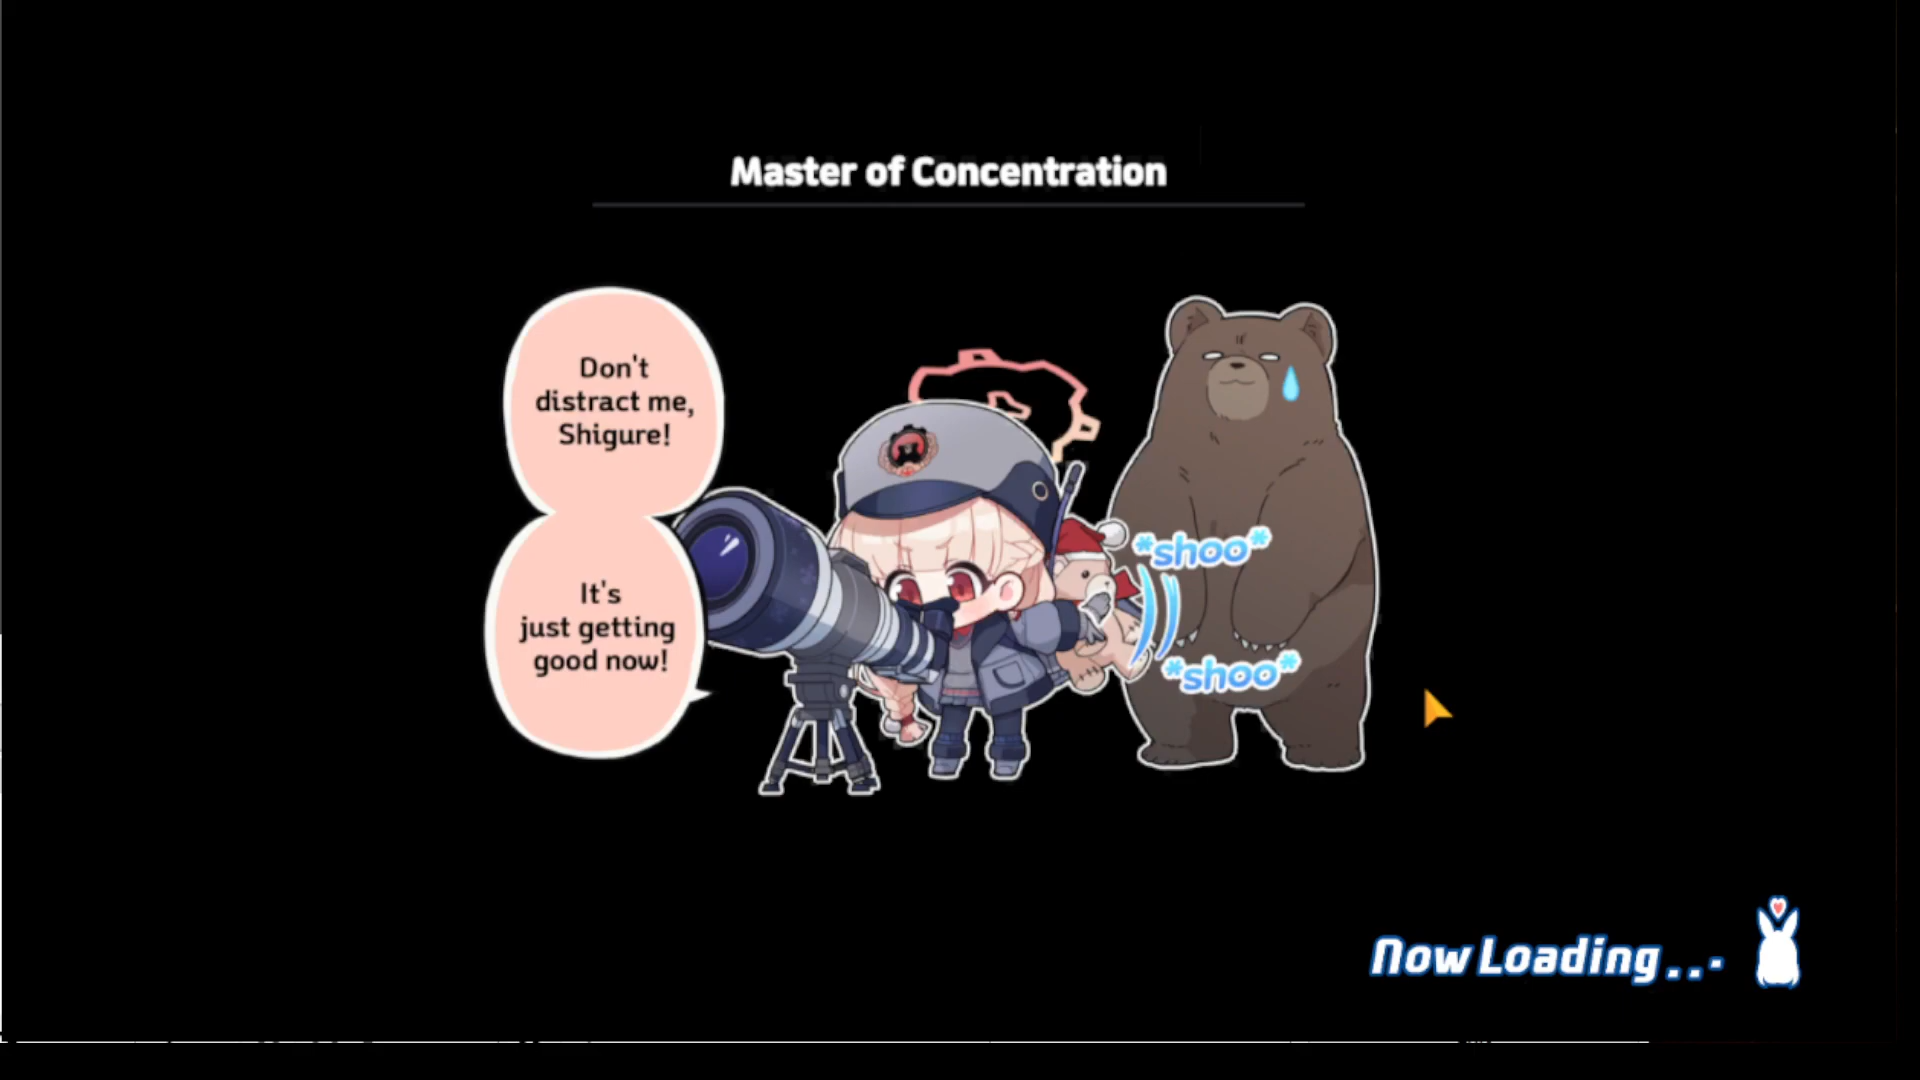 Master of Concentration
Don't
distract me,
Shigure!
It's
just getting
good now!
*shoo*
*shoo*
Now Loading...